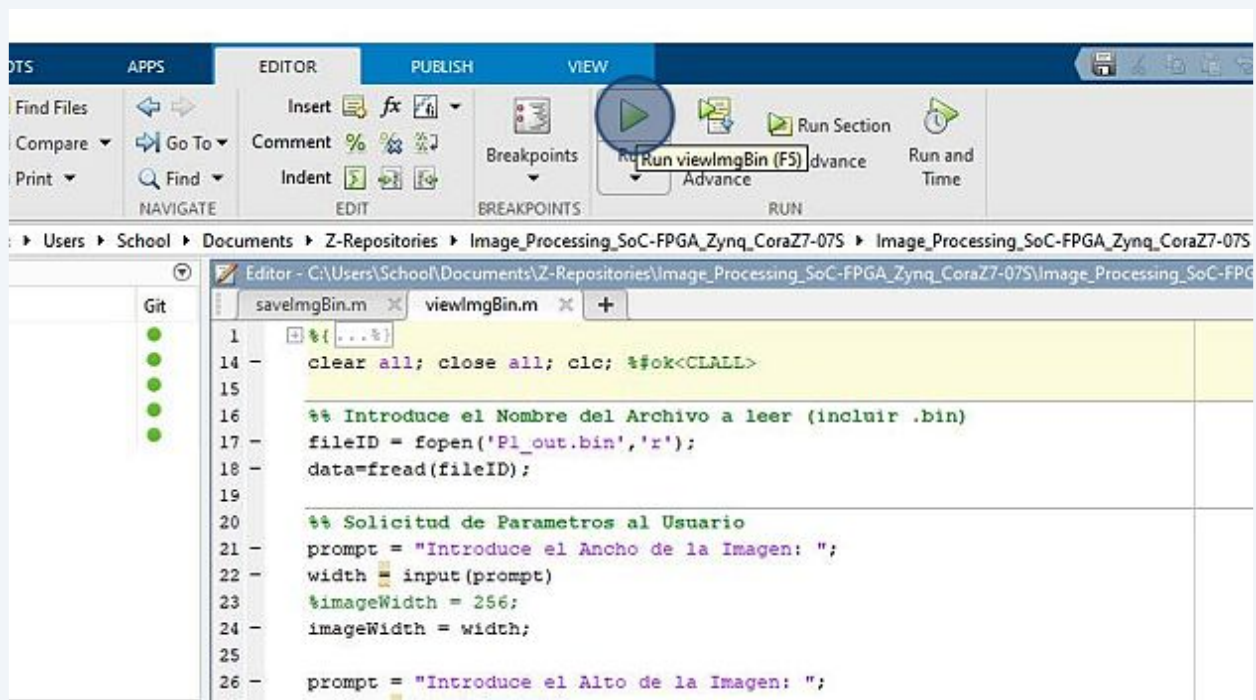 OTS APPS EDITOR PUBLISH VIEW
Find Files
Compare
Print
Go To
Find
NAVIGATE
Insert fx
Comment %
Indent
EDIT
Breakpoints
BREAKPOINTS
Run viewImgBin (F5)
Advance
Run Section
dvance
Run and
Time
RUN
Users School Documents Z-Repositories Image_Processing_SoC-FPGA_Zynq_CoraZ7-07S Image_Processing_SoC-FPGA_Zynq_CoraZ7-07S
Git
Editor - C:\Users\School\Documents\Z-Repositories\Image_Processing_SoC-FPGA_Zynq_CoraZ7-07S\Image_Processing_SoC-FPG
saveImgBin.m viewImgBin.m +
1 %{...%}
14 - clear all; close all; clc; %#ok<CLALL>
15
16 %% Introduce el Nombre del Archivo a leer (incluir .bin)
17 - fileID = fopen('P1_out.bin','r');
18 - data=fread(fileID);
19
20 %% Solicitud de Parametros al Usuario
21 - prompt = "Introduce el Ancho de la Imagen: ";
22 - width = input(prompt)
23 %imageWidth = 256;
24 - imageWidth = width;
25
26 - prompt = "Introduce el Alto de la Imagen: ";